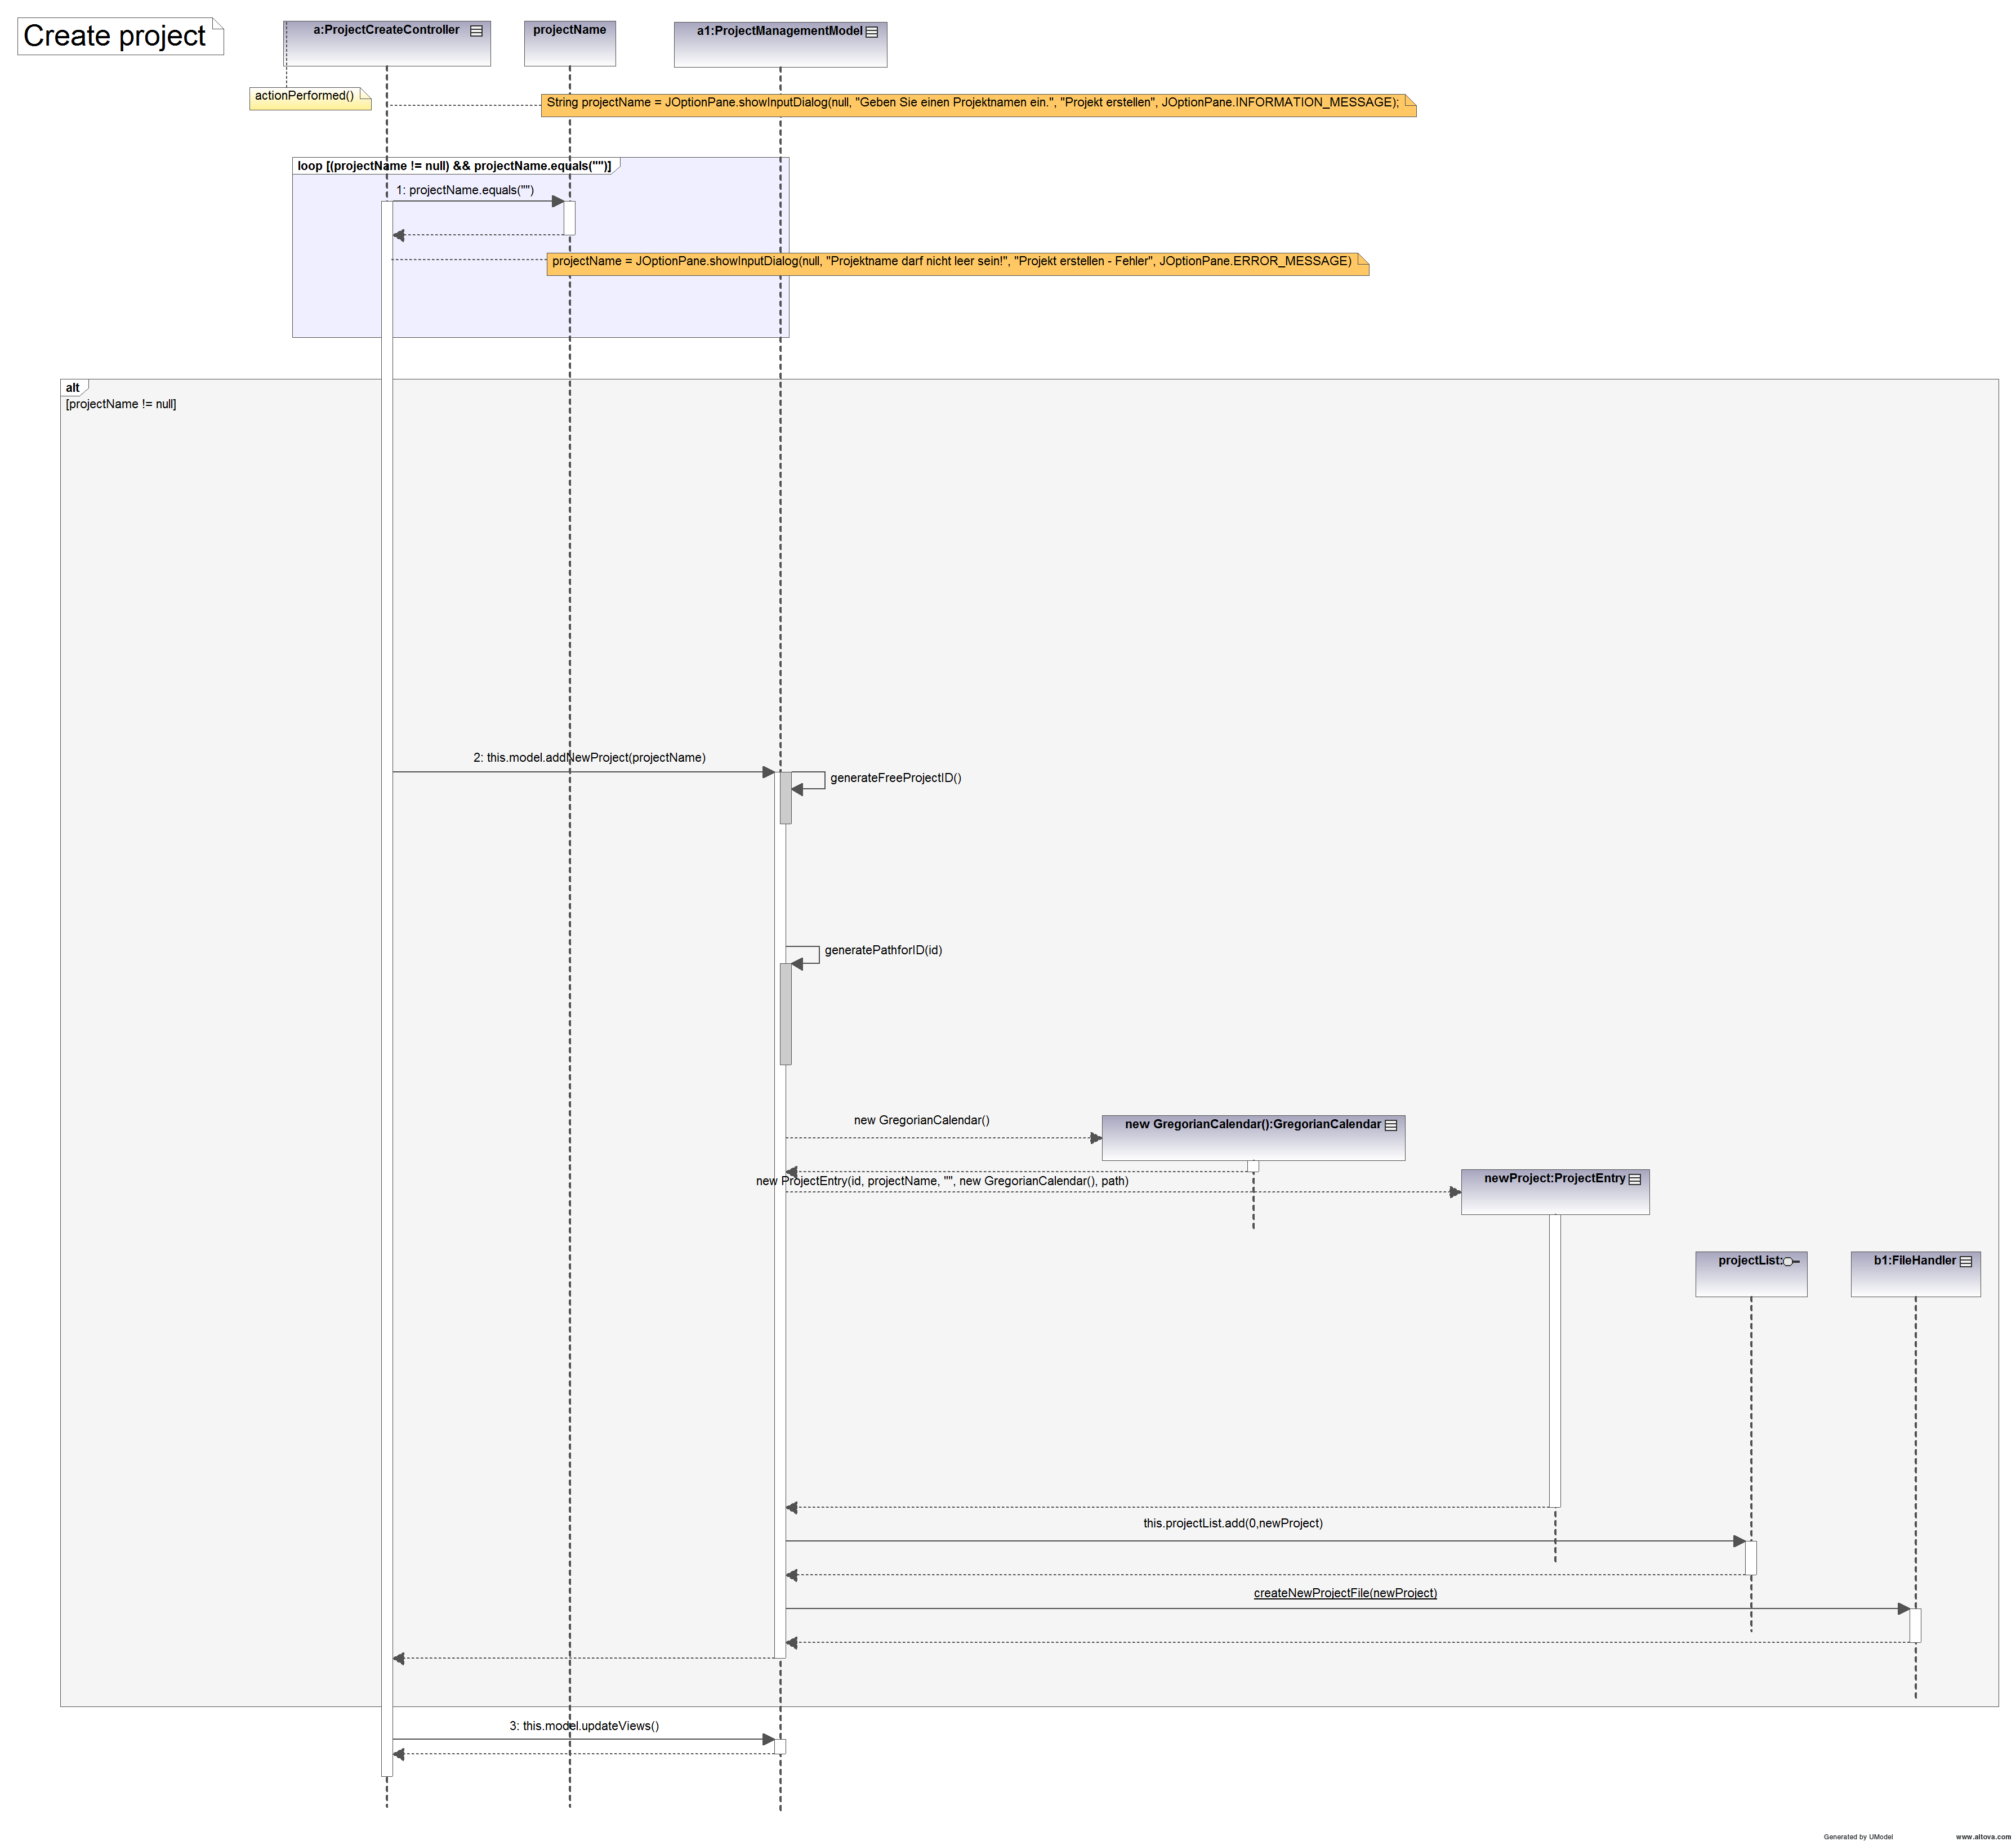 Create project
a:ProjectCreateController
projectName
a1:ProjectManagementModel
actionPerformed()
String projectName = JOptionPane.showInputDialog(null, "Geben Sie einen Projektnamen ein.", "Projekt erstellen", JOptionPane.INFORMATION_MESSAGE);
loop [(projectName != null) && projectName.equals("")]
1: projectName.equals("")
projectName = JOptionPane.showInputDialog(null, "Projektname darf nicht leer sein!", "Projekt erstellen - Fehler", JOptionPane.ERROR_MESSAGE)
alt
[projectName != null]
2: this.model.addNewProject(projectName)
generateFreeProjectID()
generatePathforID(id)
new GregorianCalendar()
new GregorianCalendar():GregorianCalendar
new ProjectEntry(id, projectName, "", new GregorianCalendar(), path)
newProject:ProjectEntry
projectList:
b1:FileHandler
this.projectList.add(0,newProject)
createNewProjectFile(newProject)
3: this.model.updateViews()
Generated by UModel
www.altova.com